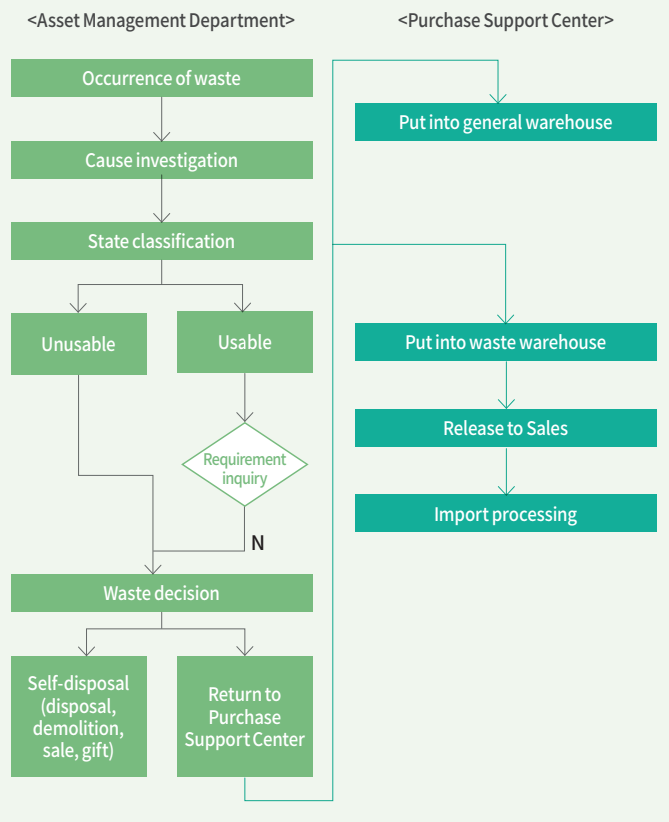 <Asset Management Department>
Occurrence of waste
Cause investigation
State classification
Unusable
Usable
Requirement
inquiry
N
Waste decision
Self-disposal
(disposal,
demolition,
sale, gift)
Return to
Purchase
Support Center
<Purchase Support Center>
Put into general warehouse
Put into waste warehouse
Release to Sales
Import processing